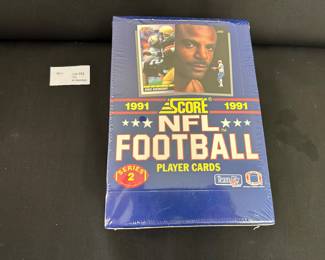 1991 SCORE 1991
NFL
FOOTBALL
PLAYER CARDS
SERIES
2